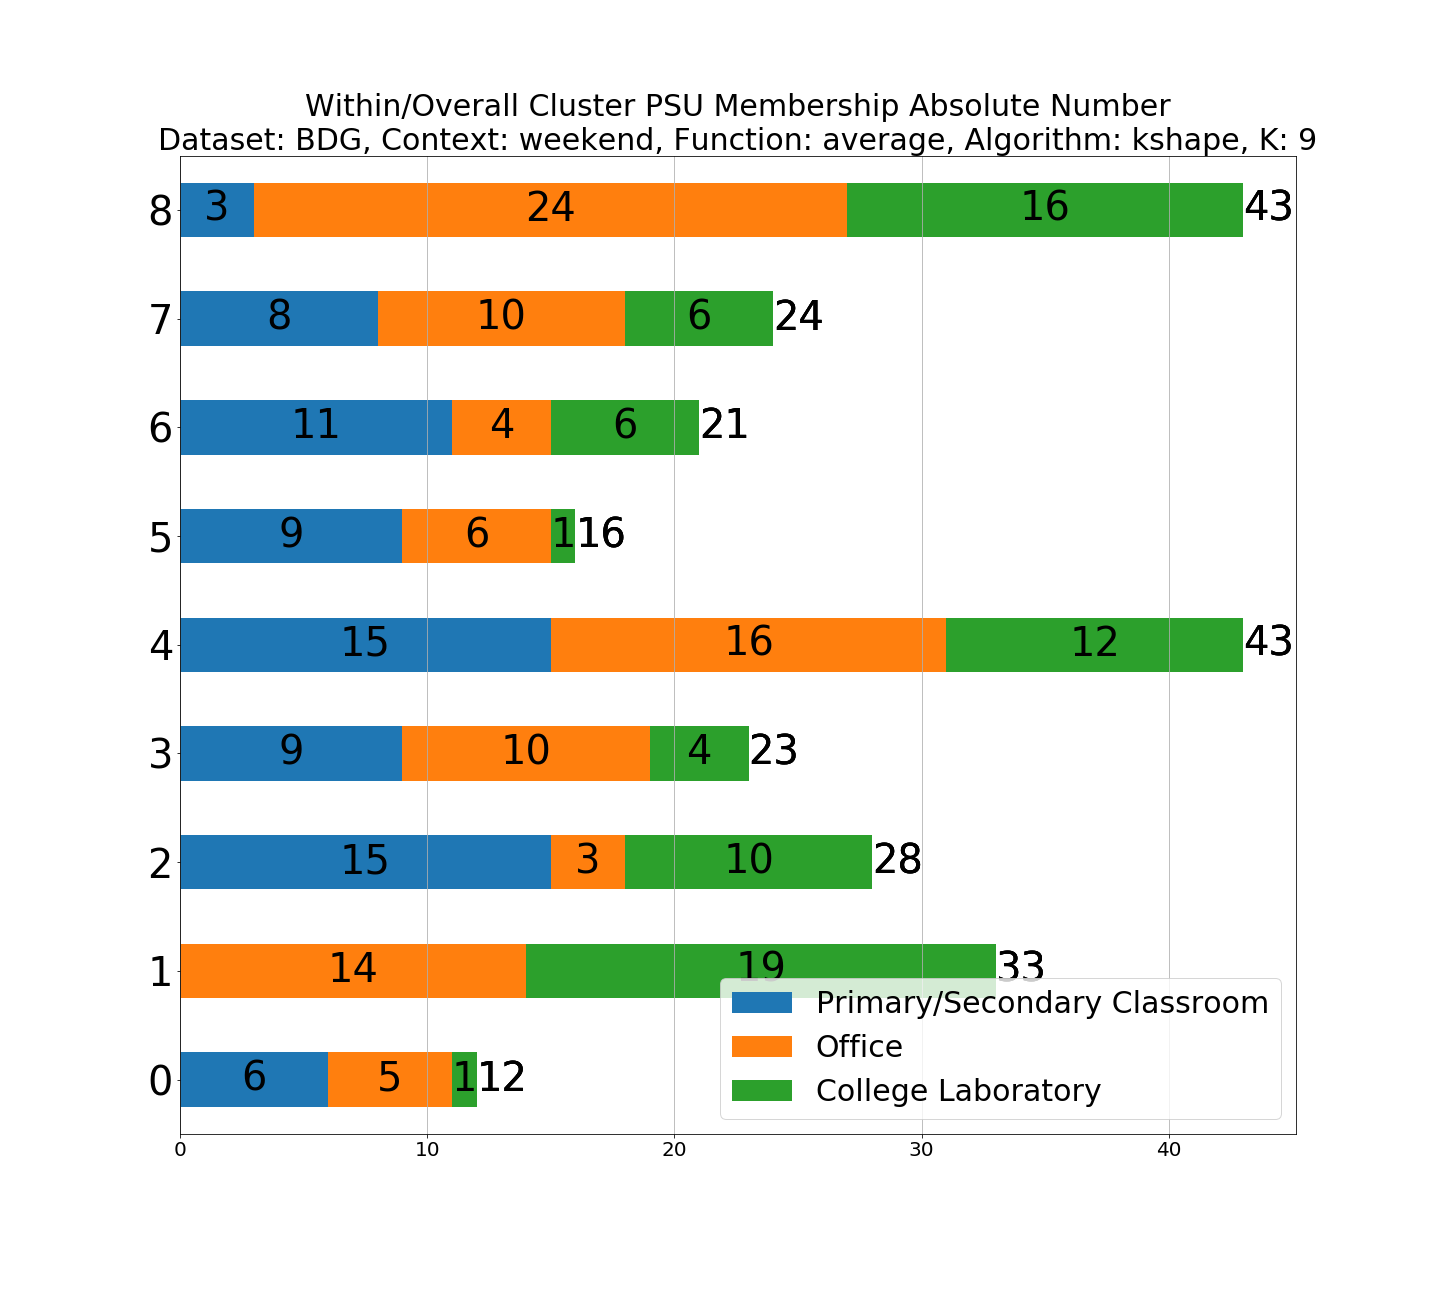 Within/Overall Cluster PSU Membership Absolute Number
Dataset: BDG, Context: weekend, Function: average, Algorithm: kshape, K: 9
8 3 24 16 43
7 8 10 6 24
6 11 4 6 21
5 9 6 1 16
4 15 16 12 43
3 9 10 4 23
2 15 3 10 28
1 14 19 33
Primary/Secondary Classroom
Office
College Laboratory
0 6 5 1 12
0 10 20 30 40